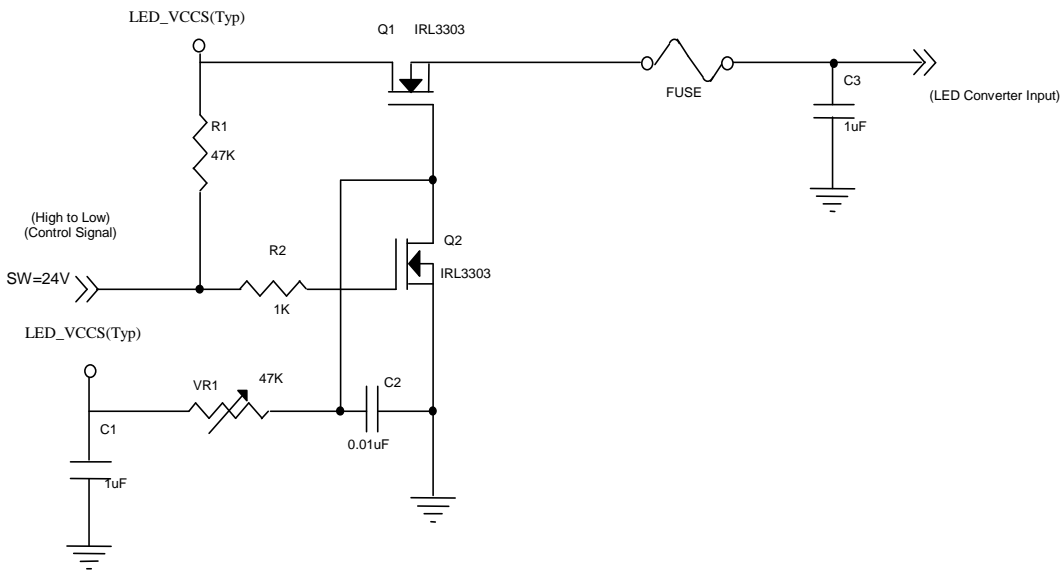 LED_VCCS(Typ)
Q1 IRL3303
FUSE
C3
1uF
(LED Converter Input)
R1
47K
(High to Low)
(Control Signal)
SW=24V
R2
1K
Q2
IRL3303
LED_VCCS(Typ)
VR1
47K
C2
0.01uF
C1
1uF